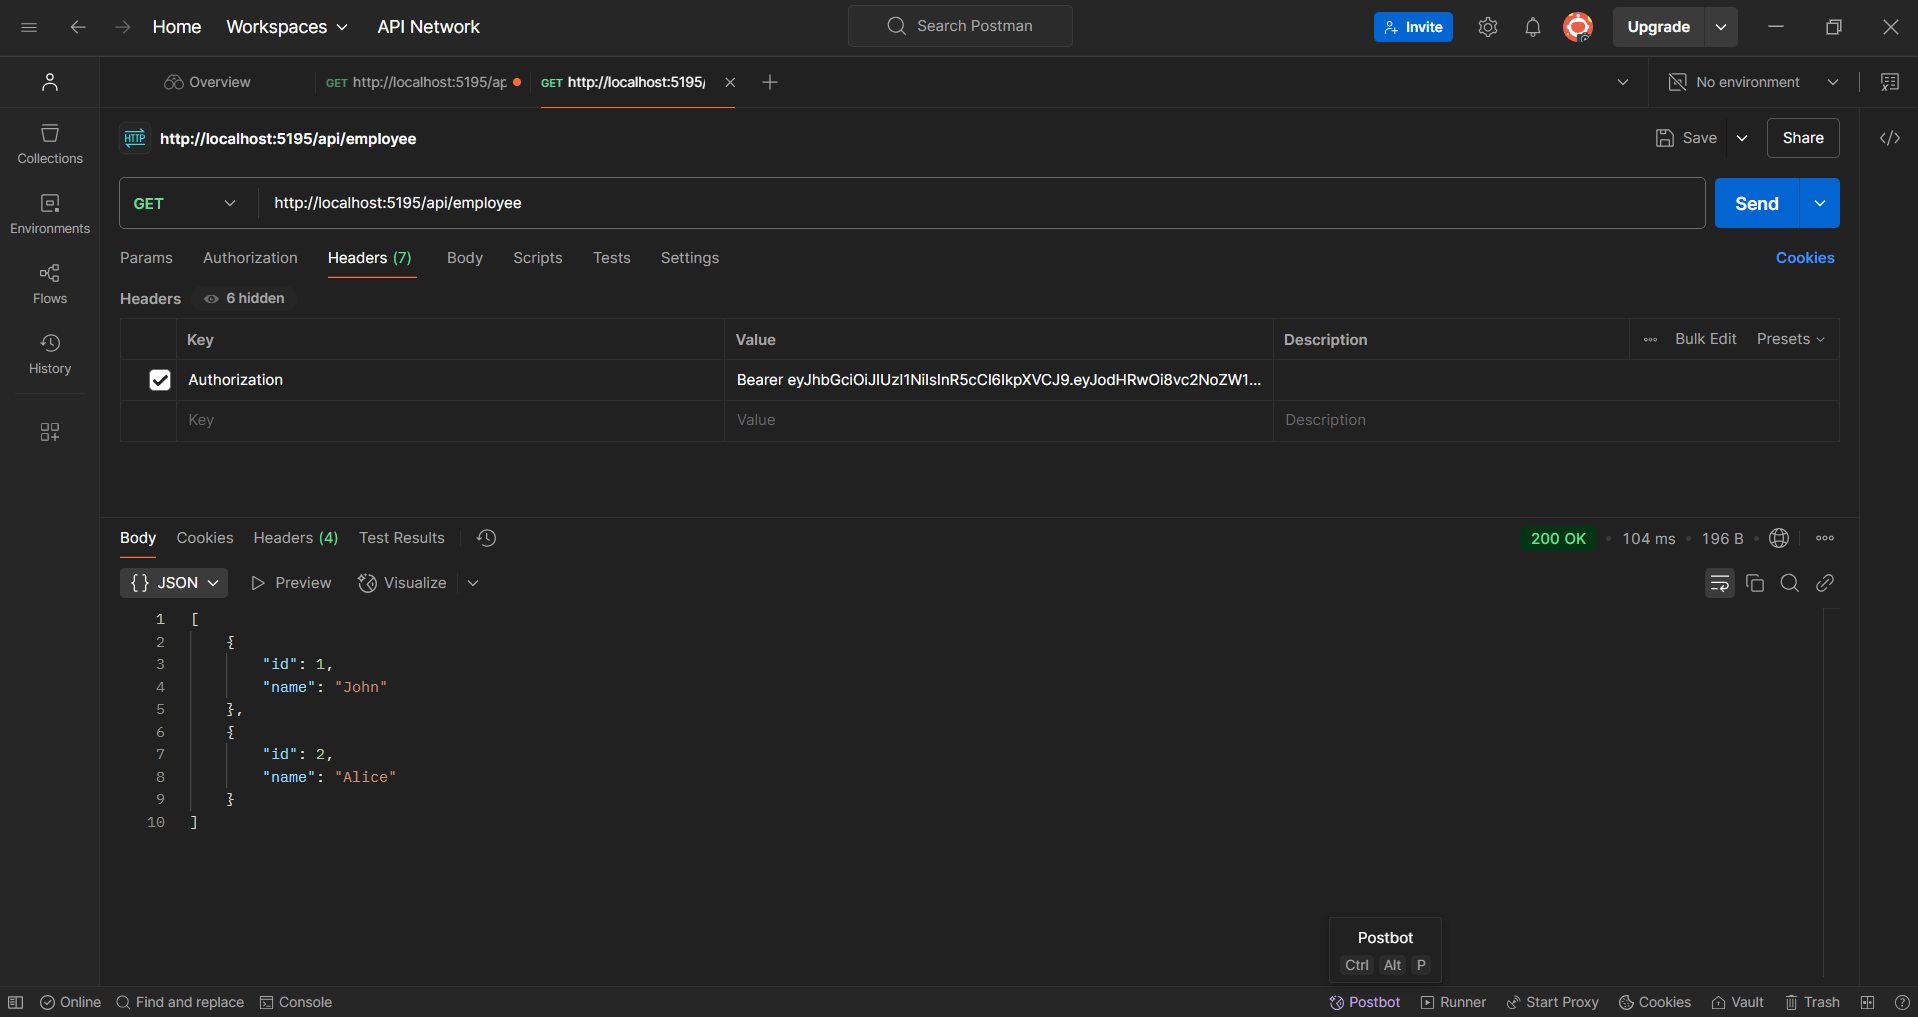 Home Workspaces API Network Search Postman Invite Upgrade
Overview GET http://localhost:5195/ap GET http://localhost:5195/ No environment
HTTP http://localhost:5195/api/employee Save Share
Collections
Environments
Flows
History
GET http://localhost:5195/api/employee Send
Params Authorization Headers (7) Body Scripts Tests Settings Cookies
Headers 6 hidden
Key Value Description Bulk Edit Presets
Authorization Bearer eyJhbGciOiJIUzI1NiIsInR5cCI6IkpXVCJ9.eyJodHRwOi8vc2NoZW1...
Key Value Description
Body Cookies Headers (4) Test Results 200 OK 104 ms 196 B
{} JSON Preview Visualize
1 [
2 {
3 "id": 1,
4 "name": "John"
5 },
6 {
7 "id": 2,
8 "name": "Alice"
9 }
10 ]
Postbot
Ctrl Alt P
Online Find and replace Console Postbot Runner Start Proxy Cookies Vault Trash